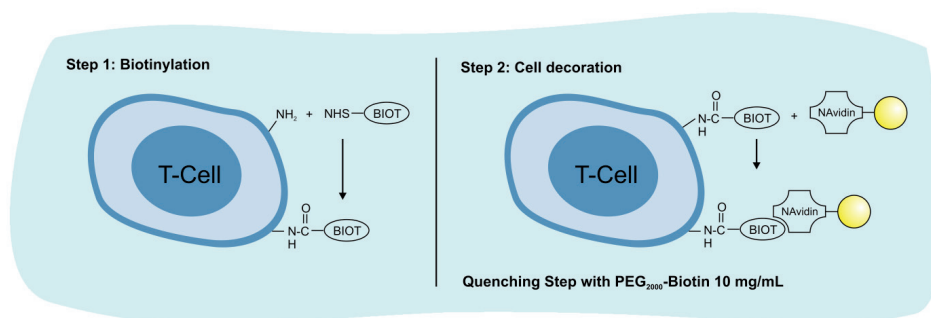 Step 1: Biotinylation
NH₂ + NHS BIOT
T-Cell
O
N-C BIOT
H
Step 2: Cell decoration
O
N-C BIOT + NAvidin
H
T-Cell
O
NAvidin
N-C BIOT
H
Quenching Step with PEG₂₀₀₀-Biotin 10 mg/mL